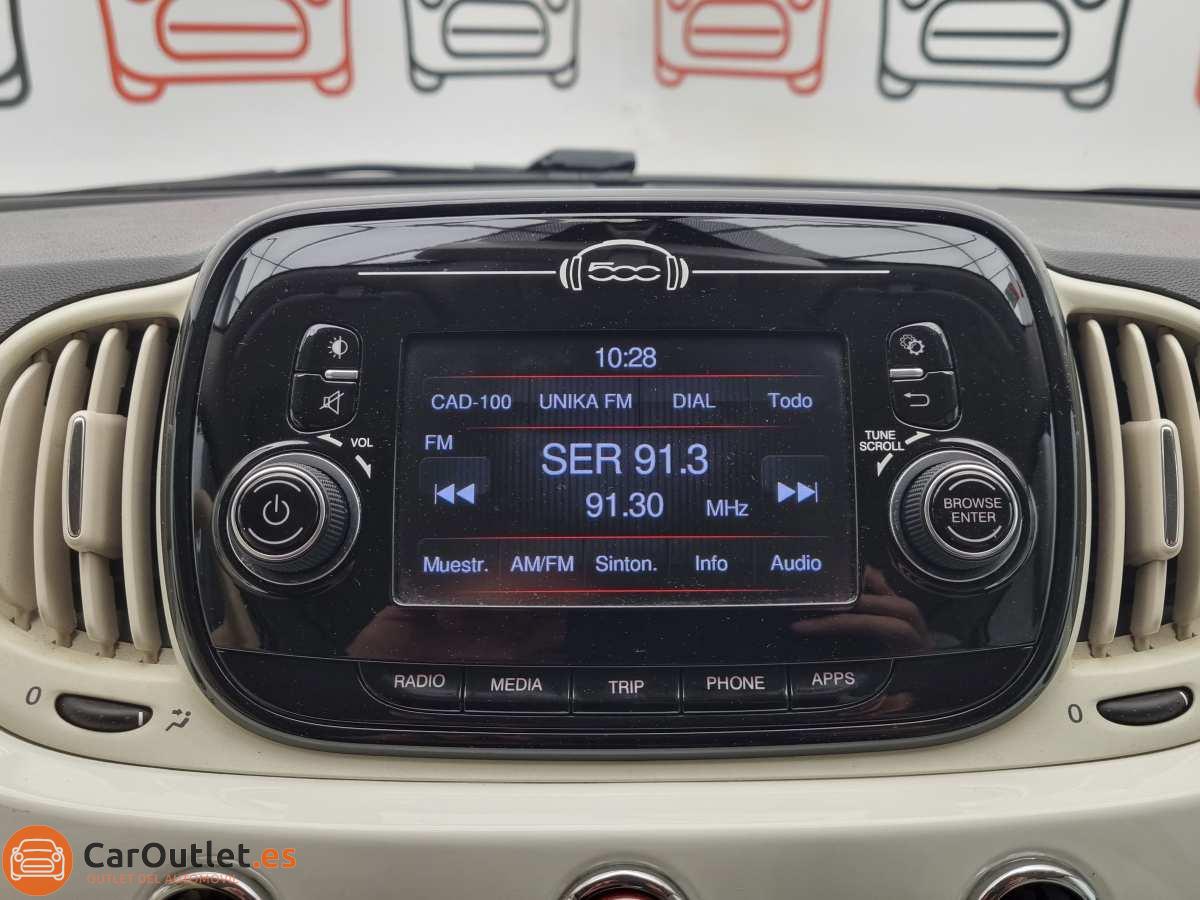 500
10:28
CAD-100 UNIKA FM DIAL Todo
FM
SER 91.3
91.30 MHz
Muestr. AM/FM Sinton. Info Audio
VOL
TUNE
SCROLL
BROWSE
ENTER
RADIO MEDIA TRIP PHONE APPS
0
0
CarOutlet.es
OUTLET DEL AUTOMOVIL